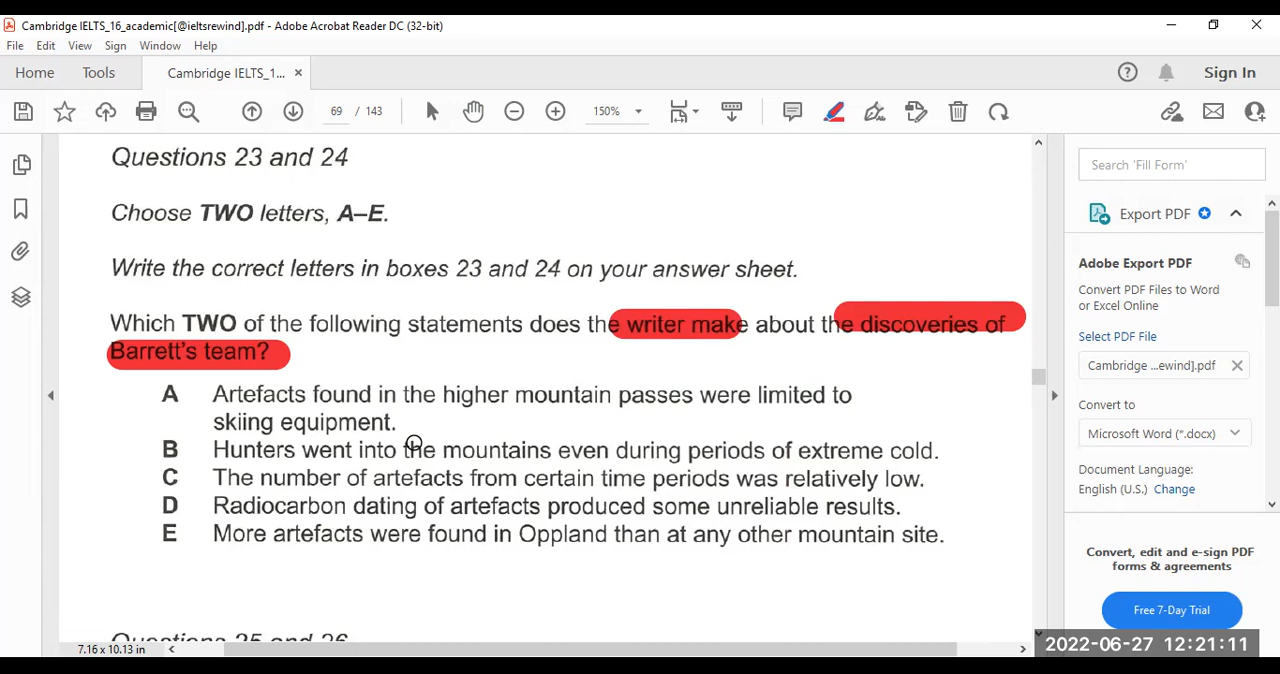 Cambridge IELTS_16_academic[@ieltsrewind].pdf - Adobe Acrobat Reader DC (32-bit)
File Edit View Sign Window Help
Home Tools Cambridge IELTS_1... × Sign In
69 / 143 150%
Questions 23 and 24
Choose TWO letters, A–E.
Write the correct letters in boxes 23 and 24 on your answer sheet.
Which TWO of the following statements does the writer make about the discoveries of
Barrett's team?
A Artefacts found in the higher mountain passes were limited to
skiing equipment.
B Hunters went into the mountains even during periods of extreme cold.
C The number of artefacts from certain time periods was relatively low.
D Radiocarbon dating of artefacts produced some unreliable results.
E More artefacts were found in Oppland than at any other mountain site.
Questions 25 and 26
7.16 x 10.13 in
Search 'Fill Form'
Export PDF
Adobe Export PDF
Convert PDF Files to Word
or Excel Online
Select PDF File
Cambridge ...ewind].pdf
Convert to
Microsoft Word (*.docx)
Document Language:
English (U.S.) Change
Convert, edit and e-sign PDF
forms & agreements
Free 7-Day Trial
2022-06-27 12:21:11